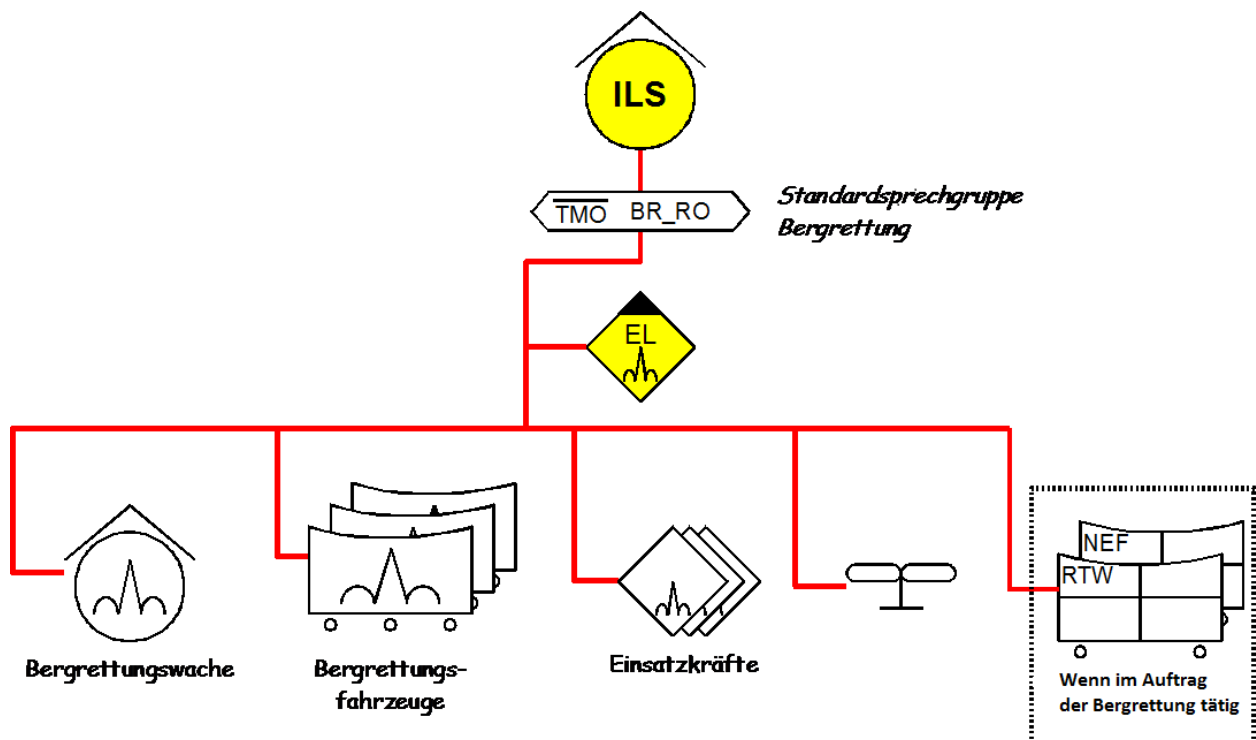 ILS
TMO BR_RO
Standardsprechgruppe
Bergrettung
EL
NEF
RTW
Bergrettungswache
Bergrettungs-
fahrzeuge
Einsatzkräfte
Wenn im Auftrag
der Bergrettung tätig